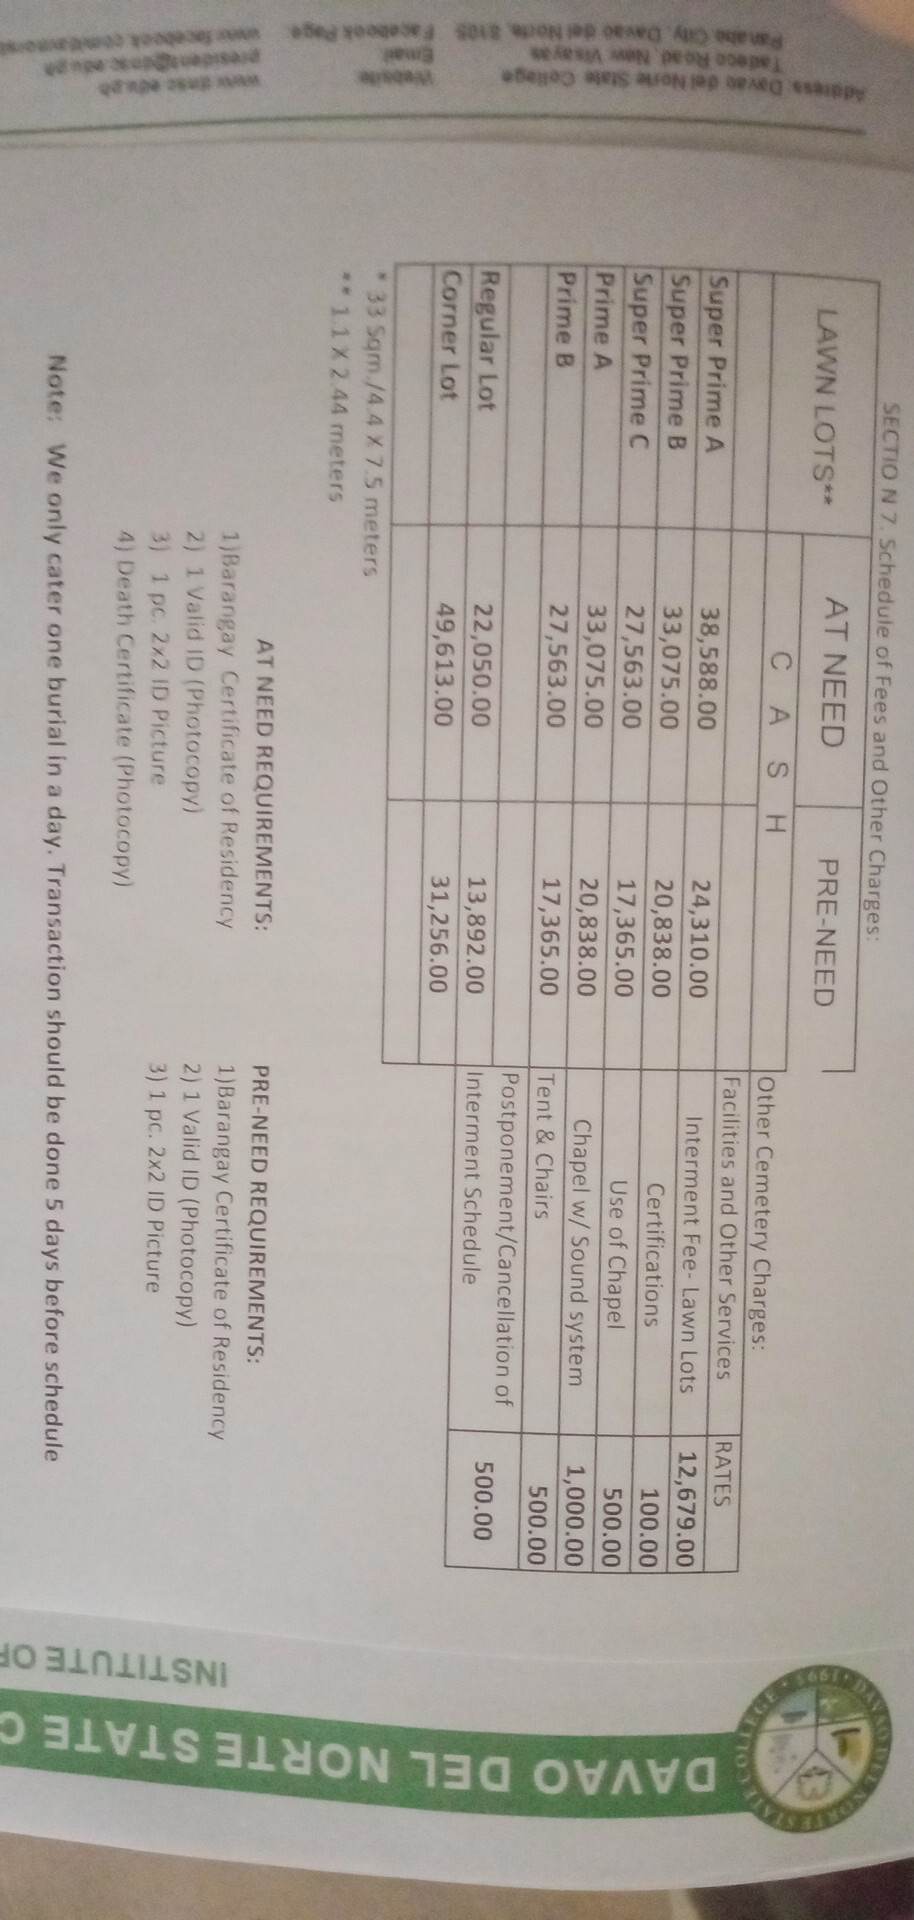 SECTIO N 7. Schedule of Fees and Other Charges:
LAWN LOTS** AT NEED PRE-NEED
C A S H
Super Prime A 38,588.00 24,310.00
Super Prime B 33,075.00 20,838.00
Super Prime C 27,563.00 17,365.00
Prime A 33,075.00 20,838.00
Prime B 27,563.00 17,365.00
Regular Lot 22,050.00 13,892.00
Corner Lot 49,613.00 31,256.00
* 33 Sqm./4.4 X 7.5 meters
** 1.1 X 2.44 meters
Other Cemetery Charges:
Facilities and Other Services RATES
Interment Fee- Lawn Lots 12,679.00
Certifications 100.00
Use of Chapel 500.00
Chapel w/ Sound system 1,000.00
Tent & Chairs 500.00
Postponement/Cancellation of
Interment Schedule 500.00
AT NEED REQUIREMENTS:
1)Barangay Certificate of Residency
2) 1 Valid ID (Photocopy)
3) 1 pc. 2x2 ID Picture
4) Death Certificate (Photocopy)
PRE-NEED REQUIREMENTS:
1)Barangay Certificate of Residency
2) 1 Valid ID (Photocopy)
3) 1 pc. 2x2 ID Picture
Note: We only cater one burial in a day. Transaction should be done 5 days before schedule
DAVAO DEL NORTE STATE C
INSTITUTE OF
DAVAO DEL NORTE STATE COLLEGE
Address Davao del Norte State College Website www.dnsc.edu.ph
Tadeco Road, New Visayas Email president@dnsc.edu.ph
Panabo City, Davao del Norte, 8105 Facebook Page